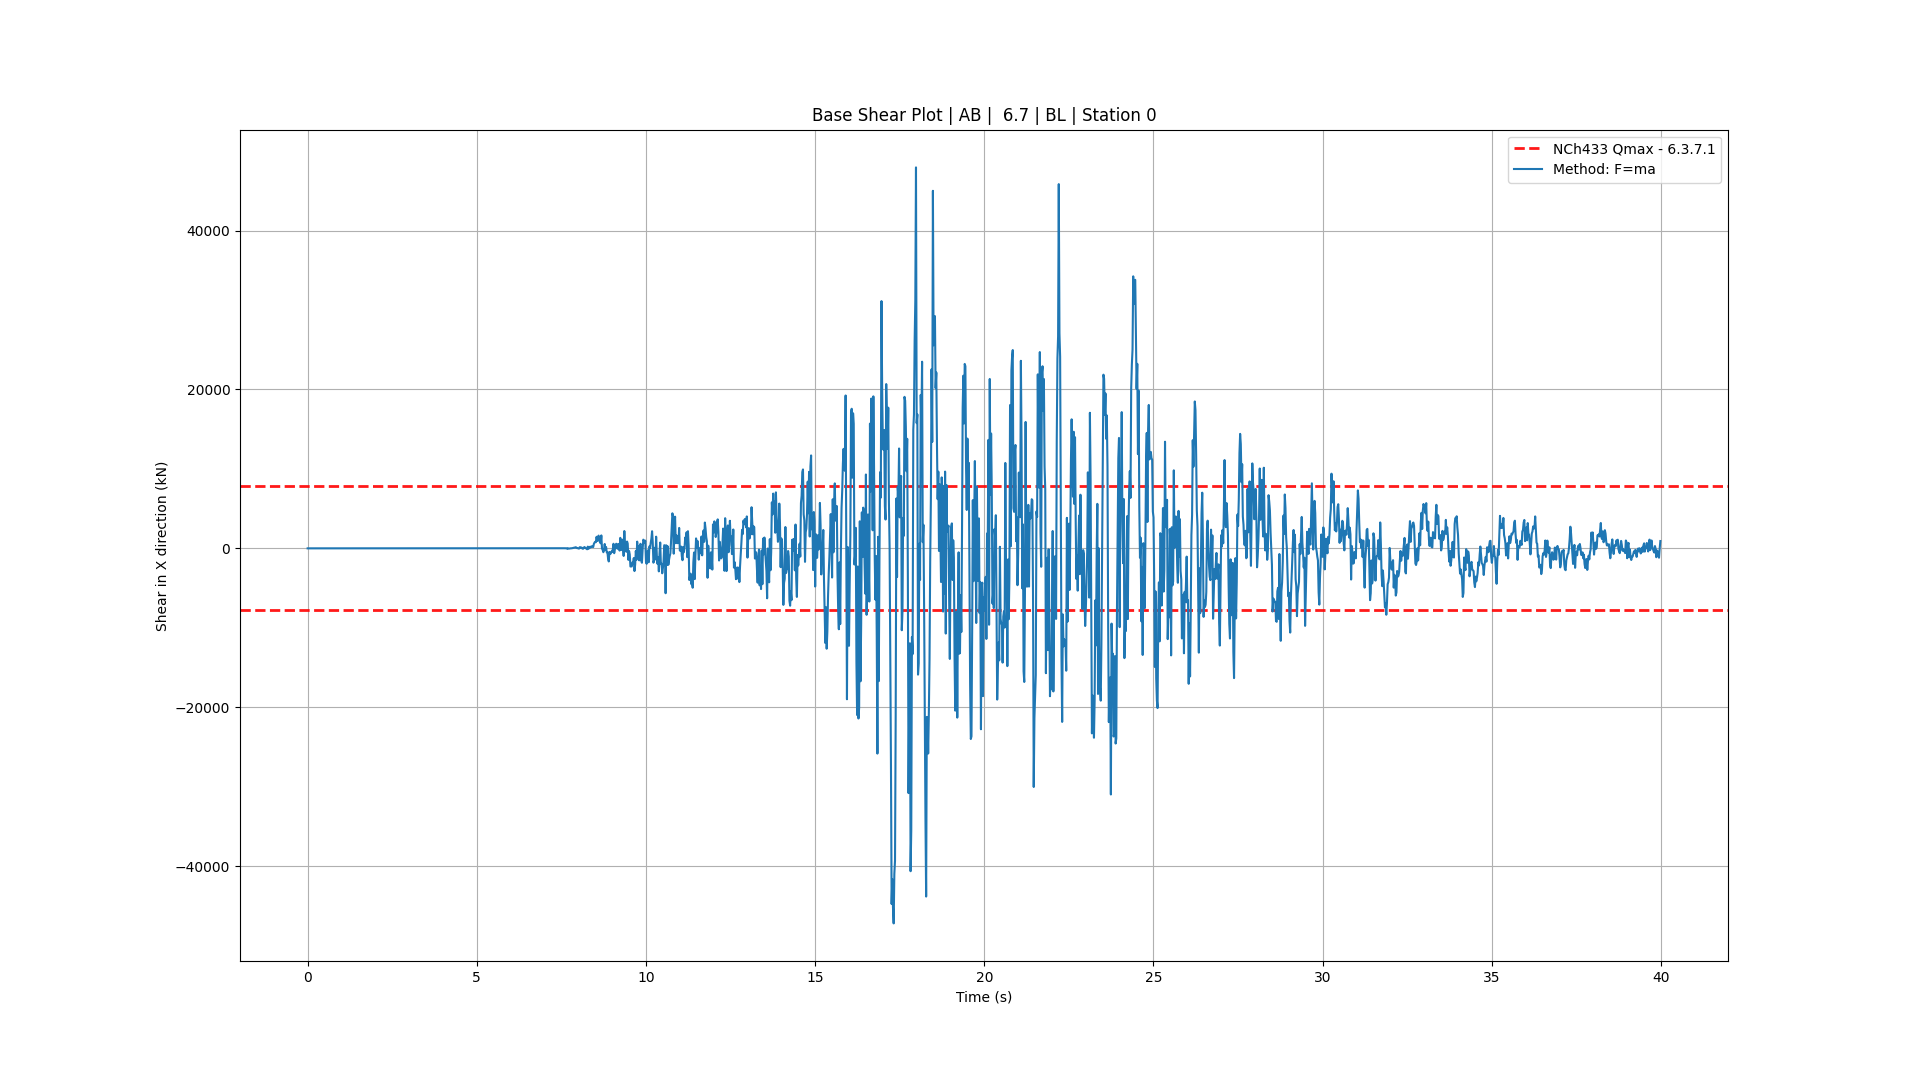 Base Shear Plot | AB |  6.7 | BL | Station 0
NCh433 Qmax - 6.3.7.1
Method: F=ma
Shear in X direction (kN)
40000
20000
0
−20000
−40000
0 5 10 15 20 25 30 35 40
Time (s)